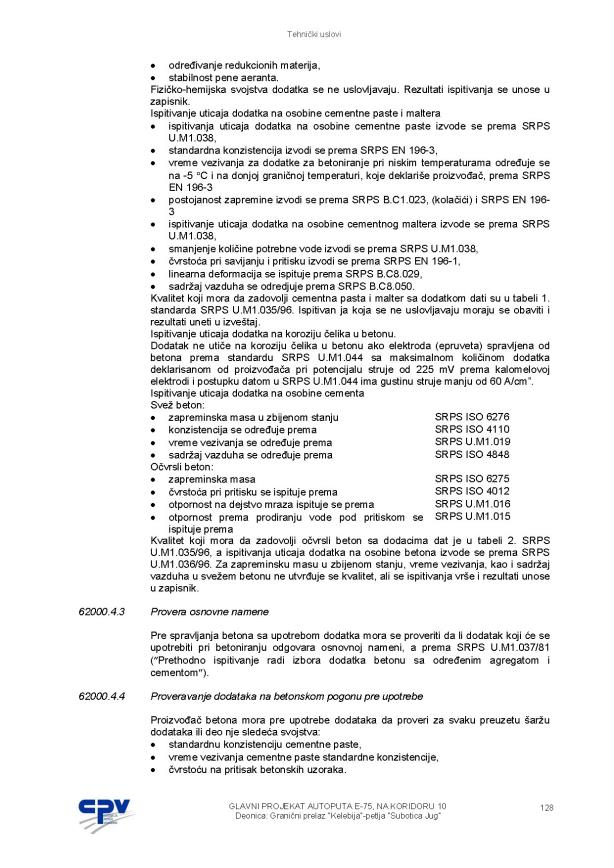 Tehnički uslovi
• određivanje redukcionih materija,
• stabilnost pene aeranta.
Fizičko-hemijska svojstva dodatka se ne uslovljavaju. Rezultati ispitivanja se unose u
zapisnik.
Ispitivanje uticaja dodatka na osobine cementne paste i maltera
• ispitivanja uticaja dodatka na osobine cementne paste izvode se prema SRPS
U.M1.038,
• standardna konzistencija izvodi se prema SRPS EN 196-3,
• vreme vezivanja za dodatke za betoniranje pri niskim temperaturama određuje se
na -5 °C i na donjoj graničnoj temperaturi, koje deklariše proizvođač, prema SRPS
EN 196-3
• postojanost zapremine izvodi se prema SRPS B.C1.023, (kolačići) i SRPS EN 196-
3
• ispitivanje uticaja dodatka na osobine cementnog maltera izvode se prema SRPS
U.M1.038,
• smanjenje količine potrebne vode izvodi se prema SRPS U.M1.038,
• čvrstoća pri savijanju i pritisku izvodi se prema SRPS EN 196-1,
• linearna deformacija se ispituje prema SRPS B.C8.029,
• sadržaj vazduha se odredjuje prema SRPS B.C8.050.
Kvalitet koji mora da zadovolji cementna pasta i malter sa dodatkom dati su u tabeli 1.
standarda SRPS U.M1.035/96. Ispitivan ja koja se ne uslovljavaju moraju se obaviti i
rezultati uneti u izveštaj.
Ispitivanje uticaja dodatka na koroziju čelika u betonu.
Dodatak ne utiče na koroziju čelika u betonu ako elektroda (epruveta) spravljena od
betona prema standardu SRPS U.M1.044 sa maksimalnom količinom dodatka
deklarisanom od proizvođača pri potencijalu struje od 225 mV prema kalomelovoj
elektrodi i postupku datom u SRPS U.M1.044 ima gustinu struje manju od 60 A/cm”.
Ispitivanje uticaja dodatka na osobine cementa
Svež beton:
• zapreminska masa u zbijenom stanju SRPS ISO 6276
• konzistencija se određuje prema SRPS ISO 4110
• vreme vezivanja se određuje prema SRPS U.M1.019
• sadržaj vazduha se određuje prema SRPS ISO 4848
Očvrsli beton:
• zapreminska masa SRPS ISO 6275
• čvrstoća pri pritisku se ispituje prema SRPS ISO 4012
• otpornost na dejstvo mraza ispituje se prema SRPS U.M1.016
• otpornost prema prodiranju vode pod pritiskom se SRPS U.M1.015
ispituje prema
Kvalitet koji mora da zadovolji očvrsli beton sa dodacima dat je u tabeli 2. SRPS
U.M1.035/96, a ispitivanja uticaja dodatka na osobine betona izvode se prema SRPS
U.M1.036/96. Za zapreminsku masu u zbijenom stanju, vreme vezivanja, kao i sadržaj
vazduha u svežem betonu ne utvrđuje se kvalitet, ali se ispitivanja vrše i rezultati unose
u zapisnik.
62000.4.3 Provera osnovne namene
Pre spravljanja betona sa upotrebom dodatka mora se proveriti da li dodatak koji će se
upotrebiti pri betoniranju odgovara osnovnoj nameni, a prema SRPS U.M1.037/81
(“Prethodno ispitivanje radi izbora dodatka betonu sa određenim agregatom i
cementom”).
62000.4.4 Proveravanje dodataka na betonskom pogonu pre upotrebe
Proizvođač betona mora pre upotrebe dodataka da proveri za svaku preuzetu šaržu
dodataka ili deo nje sledeća svojstva:
• standardnu konzistenciju cementne paste,
• vreme vezivanja cementne paste standardne konzistencije,
• čvrstoću na pritisak betonskih uzoraka.
CPV
GLAVNI PROJEKAT AUTOPUTA E-75, NA KORIDORU 10
Deonica: Granični prelaz "Kelebija"-petlja "Subotica Jug"
128